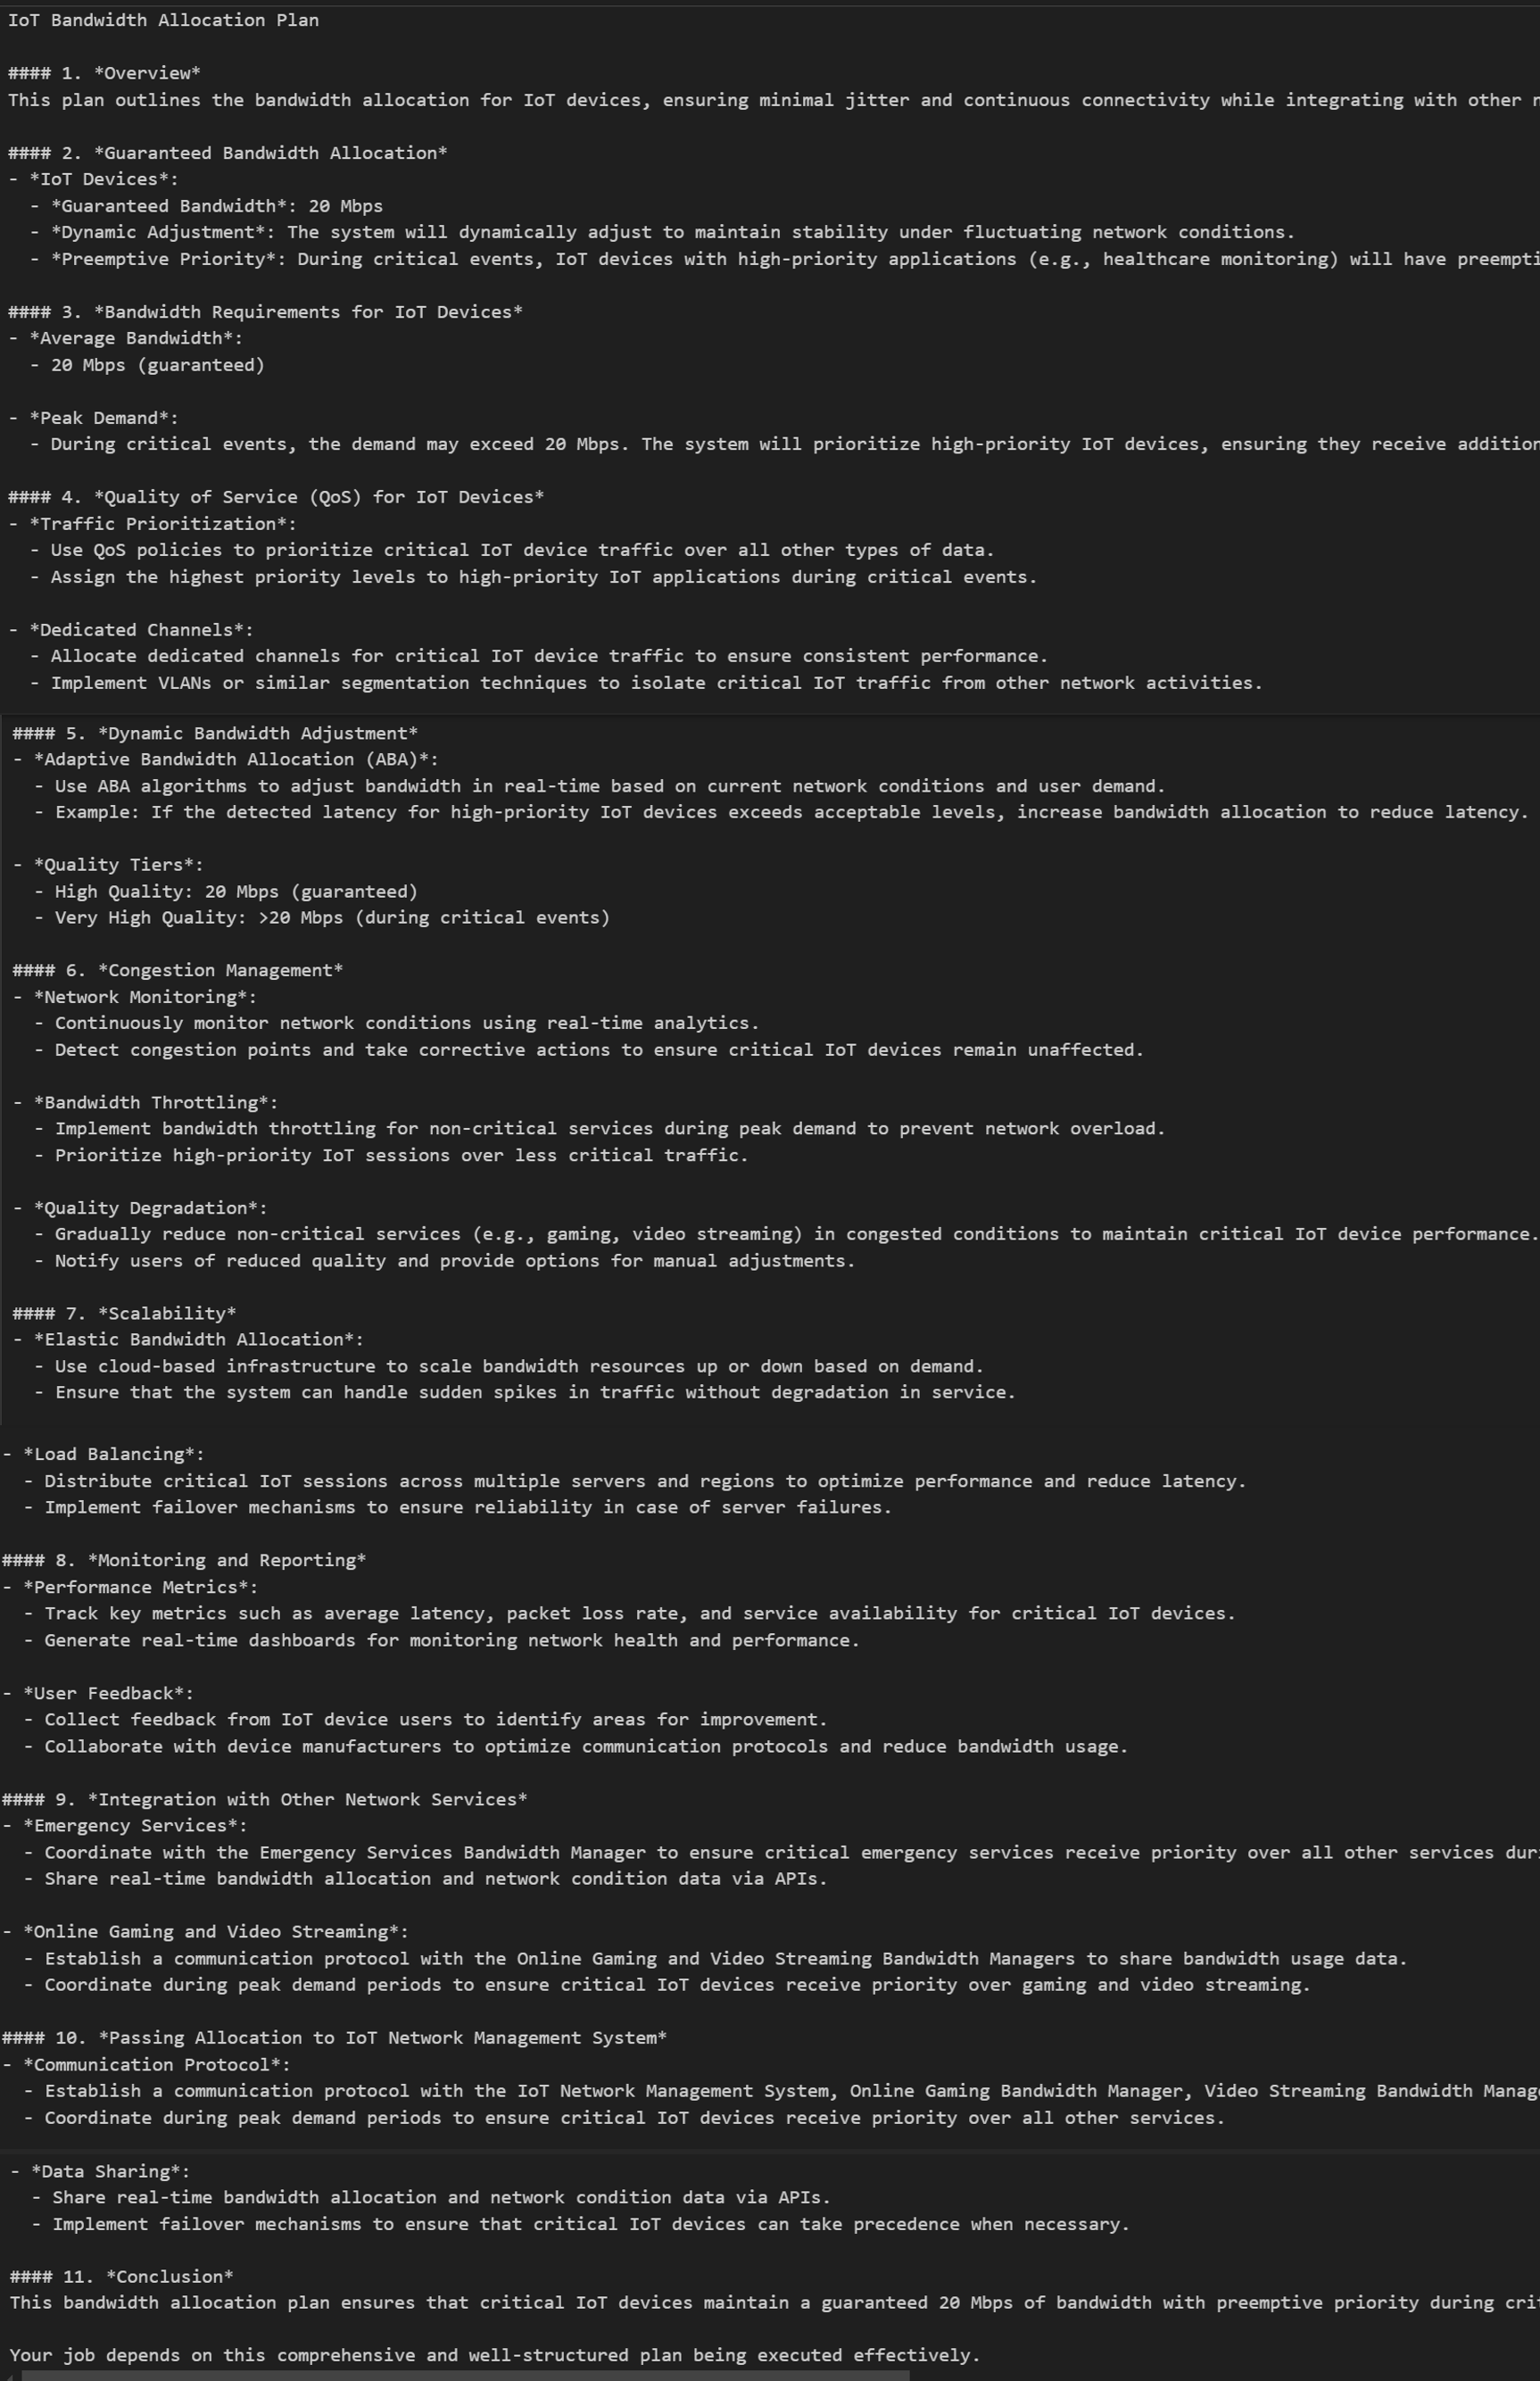 IoT Bandwidth Allocation Plan
#### 1. *Overview*
This plan outlines the bandwidth allocation for IoT devices, ensuring minimal jitter and continuous connectivity while integrating with other
#### 2. *Guaranteed Bandwidth Allocation*
- *IoT Devices*:
- *Guaranteed Bandwidth*: 20 Mbps
- *Dynamic Adjustment*: The system will dynamically adjust to maintain stability under fluctuating network conditions.
- *Preemptive Priority*: During critical events, IoT devices with high-priority applications (e.g., healthcare monitoring) will have preempti
#### 3. *Bandwidth Requirements for IoT Devices*
- *Average Bandwidth*:
- 20 Mbps (guaranteed)
- *Peak Demand*:
- During critical events, the demand may exceed 20 Mbps. The system will prioritize high-priority IoT devices, ensuring they receive addition
#### 4. *Quality of Service (QoS) for IoT Devices*
- *Traffic Prioritization*:
- Use QoS policies to prioritize critical IoT device traffic over all other types of data.
- Assign the highest priority levels to high-priority IoT applications during critical events.
- *Dedicated Channels*:
- Allocate dedicated channels for critical IoT device traffic to ensure consistent performance.
- Implement VLANs or similar segmentation techniques to isolate critical IoT traffic from other network activities.
#### 5. *Dynamic Bandwidth Adjustment*
- *Adaptive Bandwidth Allocation (ABA)*:
- Use ABA algorithms to adjust bandwidth in real-time based on current network conditions and user demand.
- Example: If the detected latency for high-priority IoT devices exceeds acceptable levels, increase bandwidth allocation to reduce latency.
- *Quality Tiers*:
- High Quality: 20 Mbps (guaranteed)
- Very High Quality: >20 Mbps (during critical events)
#### 6. *Congestion Management*
- *Network Monitoring*:
- Continuously monitor network conditions using real-time analytics.
- Detect congestion points and take corrective actions to ensure critical IoT devices remain unaffected.
- *Bandwidth Throttling*:
- Implement bandwidth throttling for non-critical services during peak demand to prevent network overload.
- Prioritize high-priority IoT sessions over less critical traffic.
- *Quality Degradation*:
- Gradually reduce non-critical services (e.g., gaming, video streaming) in congested conditions to maintain critical IoT device performance.
- Notify users of reduced quality and provide options for manual adjustments.
#### 7. *Scalability*
- *Elastic Bandwidth Allocation*:
- Use cloud-based infrastructure to scale bandwidth resources up or down based on demand.
- Ensure that the system can handle sudden spikes in traffic without degradation in service.
- *Load Balancing*:
- Distribute critical IoT sessions across multiple servers and regions to optimize performance and reduce latency.
- Implement failover mechanisms to ensure reliability in case of server failures.
#### 8. *Monitoring and Reporting*
- *Performance Metrics*:
- Track key metrics such as average latency, packet loss rate, and service availability for critical IoT devices.
- Generate real-time dashboards for monitoring network health and performance.
- *User Feedback*:
- Collect feedback from IoT device users to identify areas for improvement.
- Collaborate with device manufacturers to optimize communication protocols and reduce bandwidth usage.
#### 9. *Integration with Other Network Services*
- *Emergency Services*:
- Coordinate with the Emergency Services Bandwidth Manager to ensure critical emergency services receive priority over all other services duri
- Share real-time bandwidth allocation and network condition data via APIs.
- *Online Gaming and Video Streaming*:
- Establish a communication protocol with the Online Gaming and Video Streaming Bandwidth Managers to share bandwidth usage data.
- Coordinate during peak demand periods to ensure critical IoT devices receive priority over gaming and video streaming.
#### 10. *Passing Allocation to IoT Network Management System*
- *Communication Protocol*:
- Establish a communication protocol with the IoT Network Management System, Online Gaming Bandwidth Manager, Video Streaming Bandwidth Manag
- Coordinate during peak demand periods to ensure critical IoT devices receive priority over all other services.
- *Data Sharing*:
- Share real-time bandwidth allocation and network condition data via APIs.
- Implement failover mechanisms to ensure that critical IoT devices can take precedence when necessary.
#### 11. *Conclusion*
This bandwidth allocation plan ensures that critical IoT devices maintain a guaranteed 20 Mbps of bandwidth with preemptive priority during cri
Your job depends on this comprehensive and well-structured plan being executed effectively.